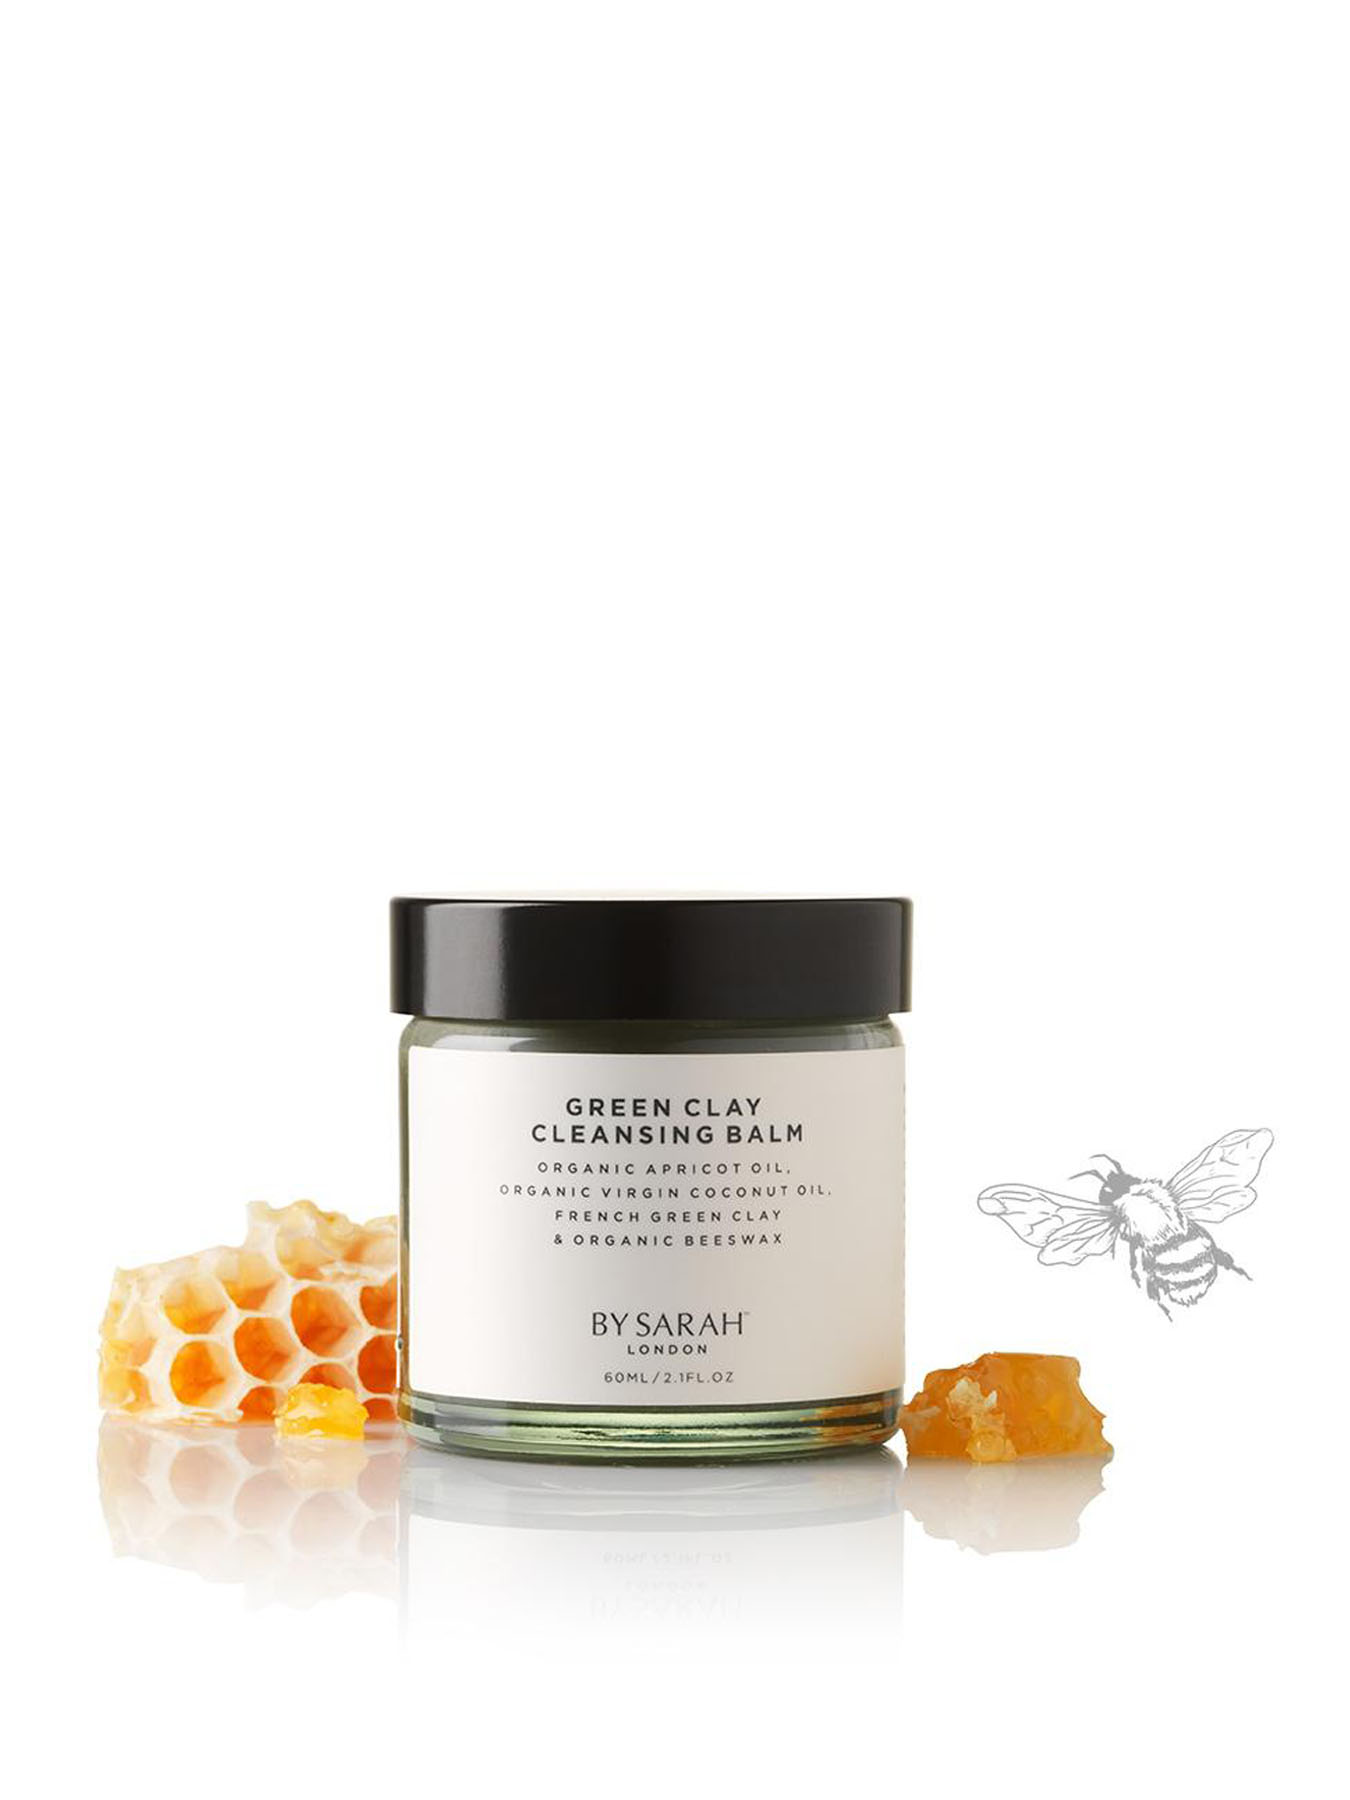 GREEN CLAY
CLEANSING BALM
ORGANIC APRICOT OIL,
ORGANIC VIRGIN COCONUT OIL,
FRENCH GREEN CLAY
& ORGANIC BEESWAX
BY SARAH™
LONDON
60ML/2.1FL.OZ